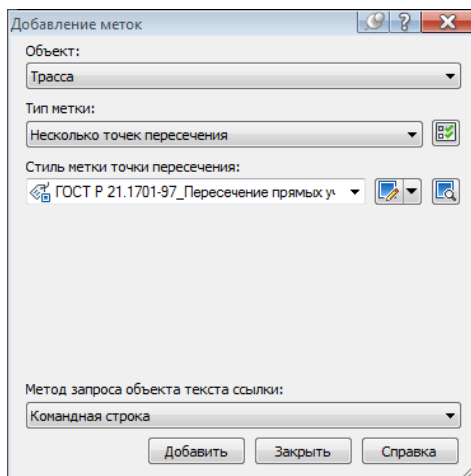 Добавление меток
Объект:
Трасса
Тип метки:
Несколько точек пересечения
Стиль метки точки пересечения:
ГОСТ Р 21.1701-97_Пересечение прямых
Метод запроса объекта текста ссылки:
Командная строка
Добавить Закрыть Справка